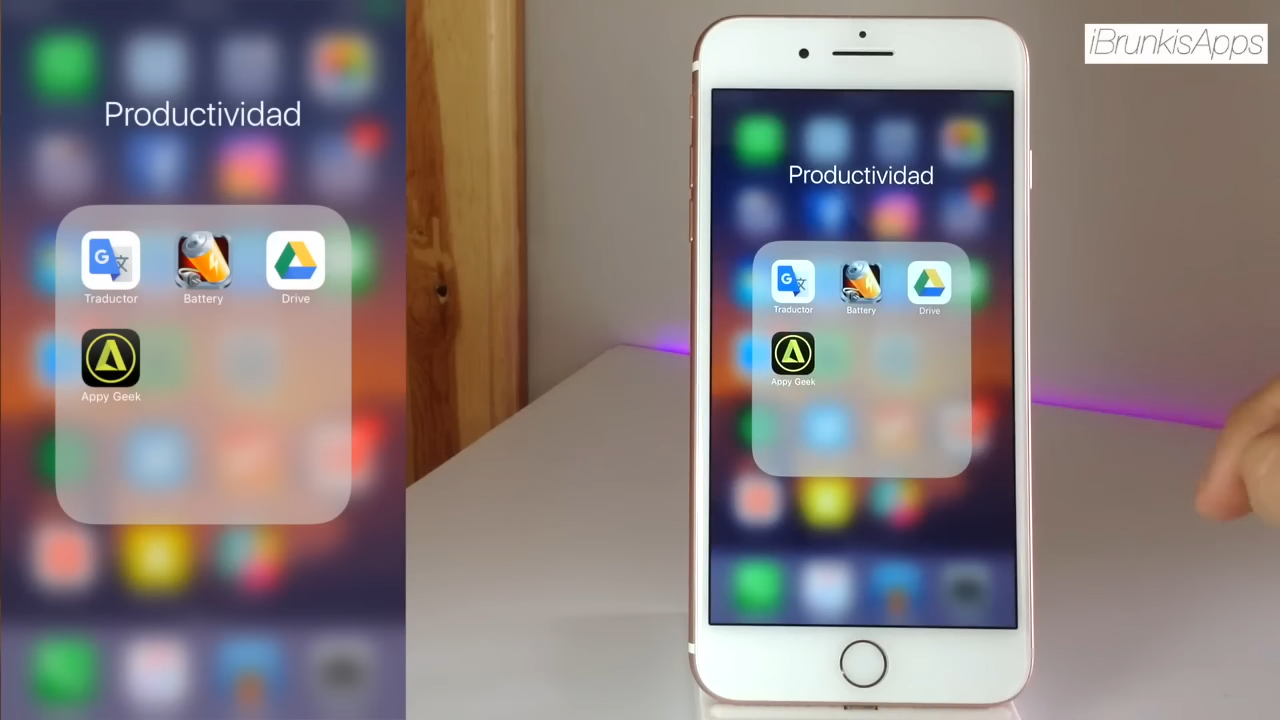 Productividad
Traductor
Battery
Drive
Appy Geek
iBrunkisApps
Productividad
Traductor
Battery
Drive
Appy Geek